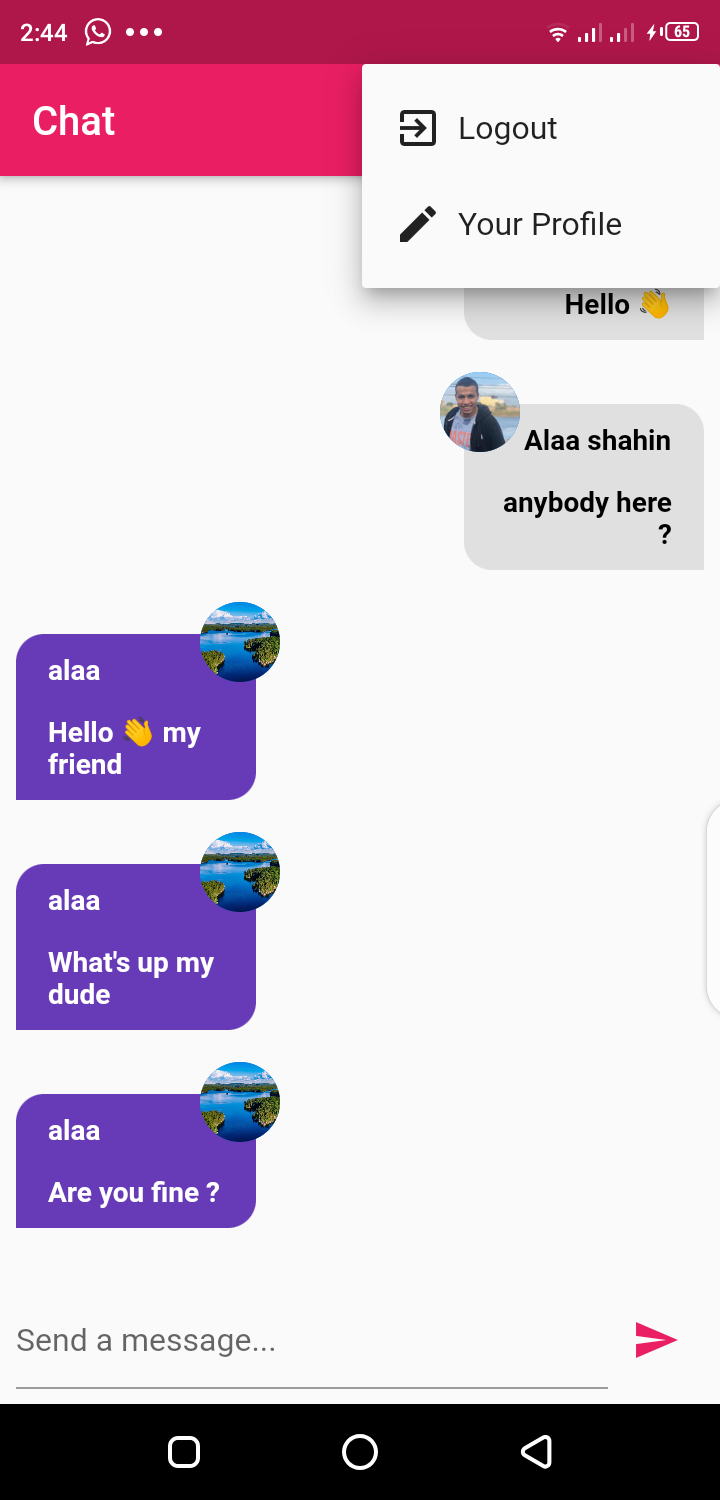 2:44
65
Chat
Logout
Your Profile
Hello 👋
Alaa shahin
anybody here
?
alaa
Hello 👋 my
friend
alaa
What's up my
dude
alaa
Are you fine ?
Send a message...